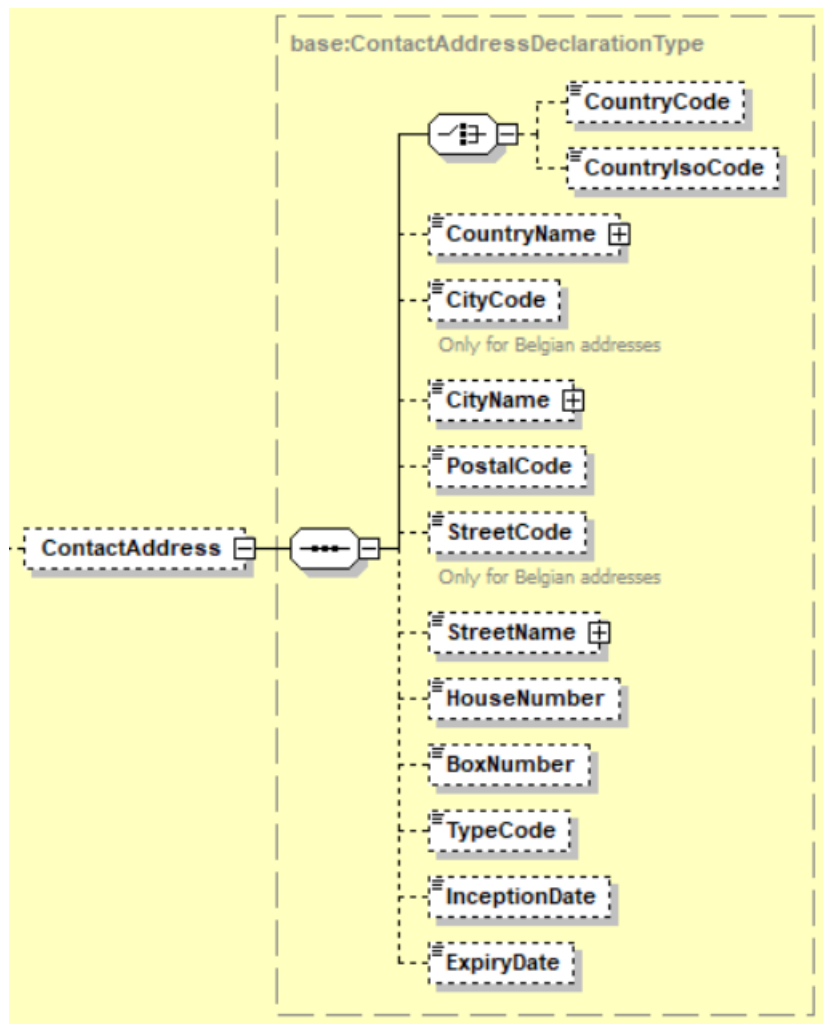 base:ContactAddressDeclarationType
CountryCode
CountryIsoCode
CountryName
CityCode
Only for Belgian addresses
CityName
PostalCode
ContactAddress
StreetCode
Only for Belgian addresses
StreetName
HouseNumber
BoxNumber
TypeCode
InceptionDate
ExpiryDate